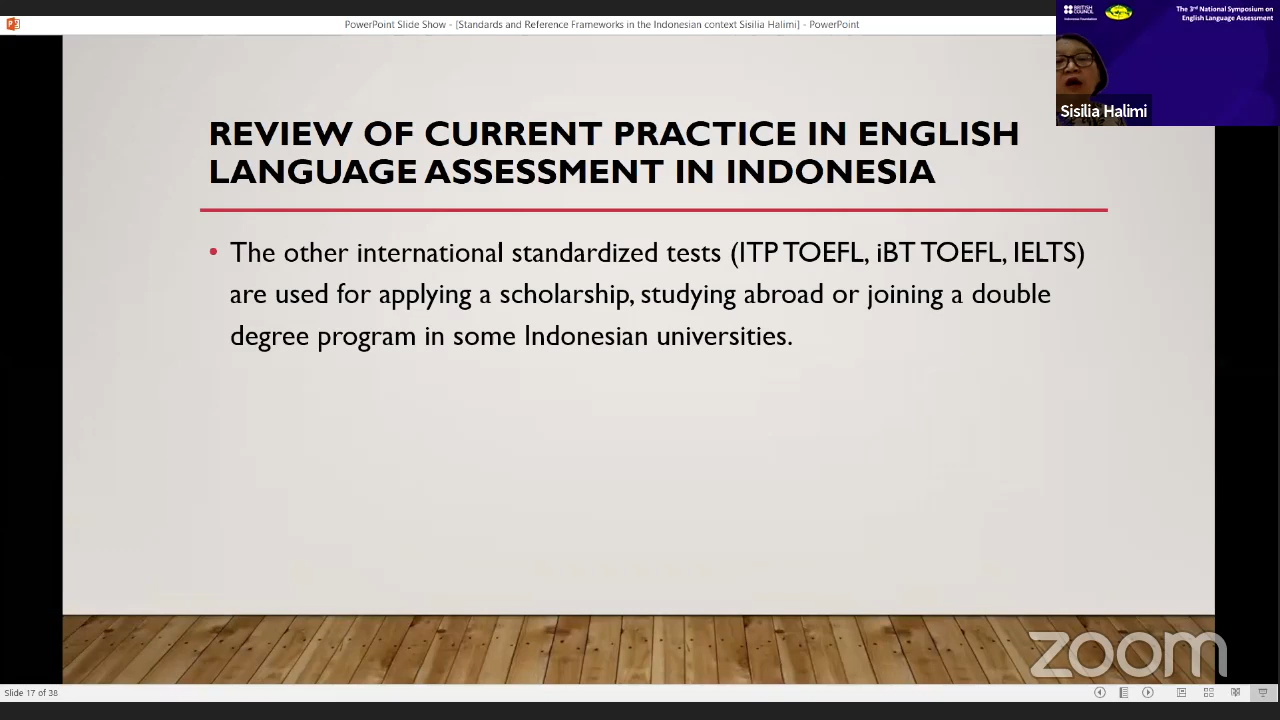 PowerPoint Slide Show - [Standards and Reference Frameworks in the Indonesian context Sisilia Halimi] - PowerPoint
BRITISH
COUNCIL
The 3rd National Symposium on
English Language Assessment
Sisilia Halimi
REVIEW OF CURRENT PRACTICE IN ENGLISH
LANGUAGE ASSESSMENT IN INDONESIA
• The other international standardized tests (ITP TOEFL, iBT TOEFL, IELTS)
are used for applying a scholarship, studying abroad or joining a double
degree program in some Indonesian universities.
zoom
Slide 17 of 38